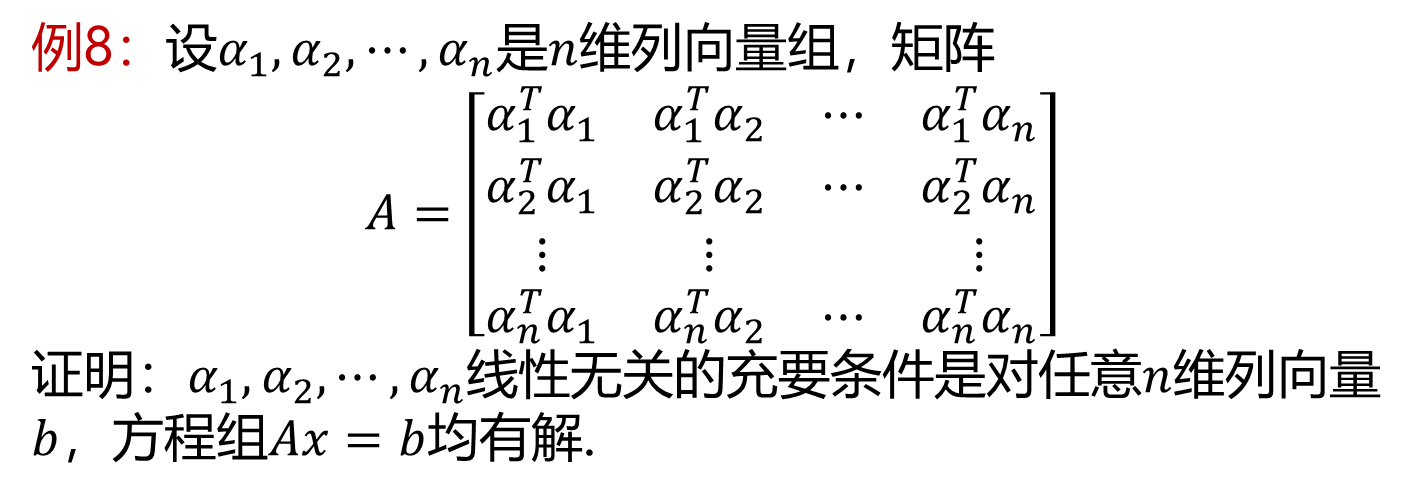 例8：设α₁, α₂, ⋯ , αₙ是n维列向量组，矩阵
A = [α₁ᵀα₁ α₁ᵀα₂ ⋯ α₁ᵀαₙ
α₂ᵀα₁ α₂ᵀα₂ ⋯ α₂ᵀαₙ
⋮ ⋮ ⋮
αₙᵀα₁ αₙᵀα₂ ⋯ αₙᵀαₙ]
证明：α₁, α₂, ⋯ , αₙ线性无关的充要条件是对任意n维列向量
b，方程组Ax = b均有解.